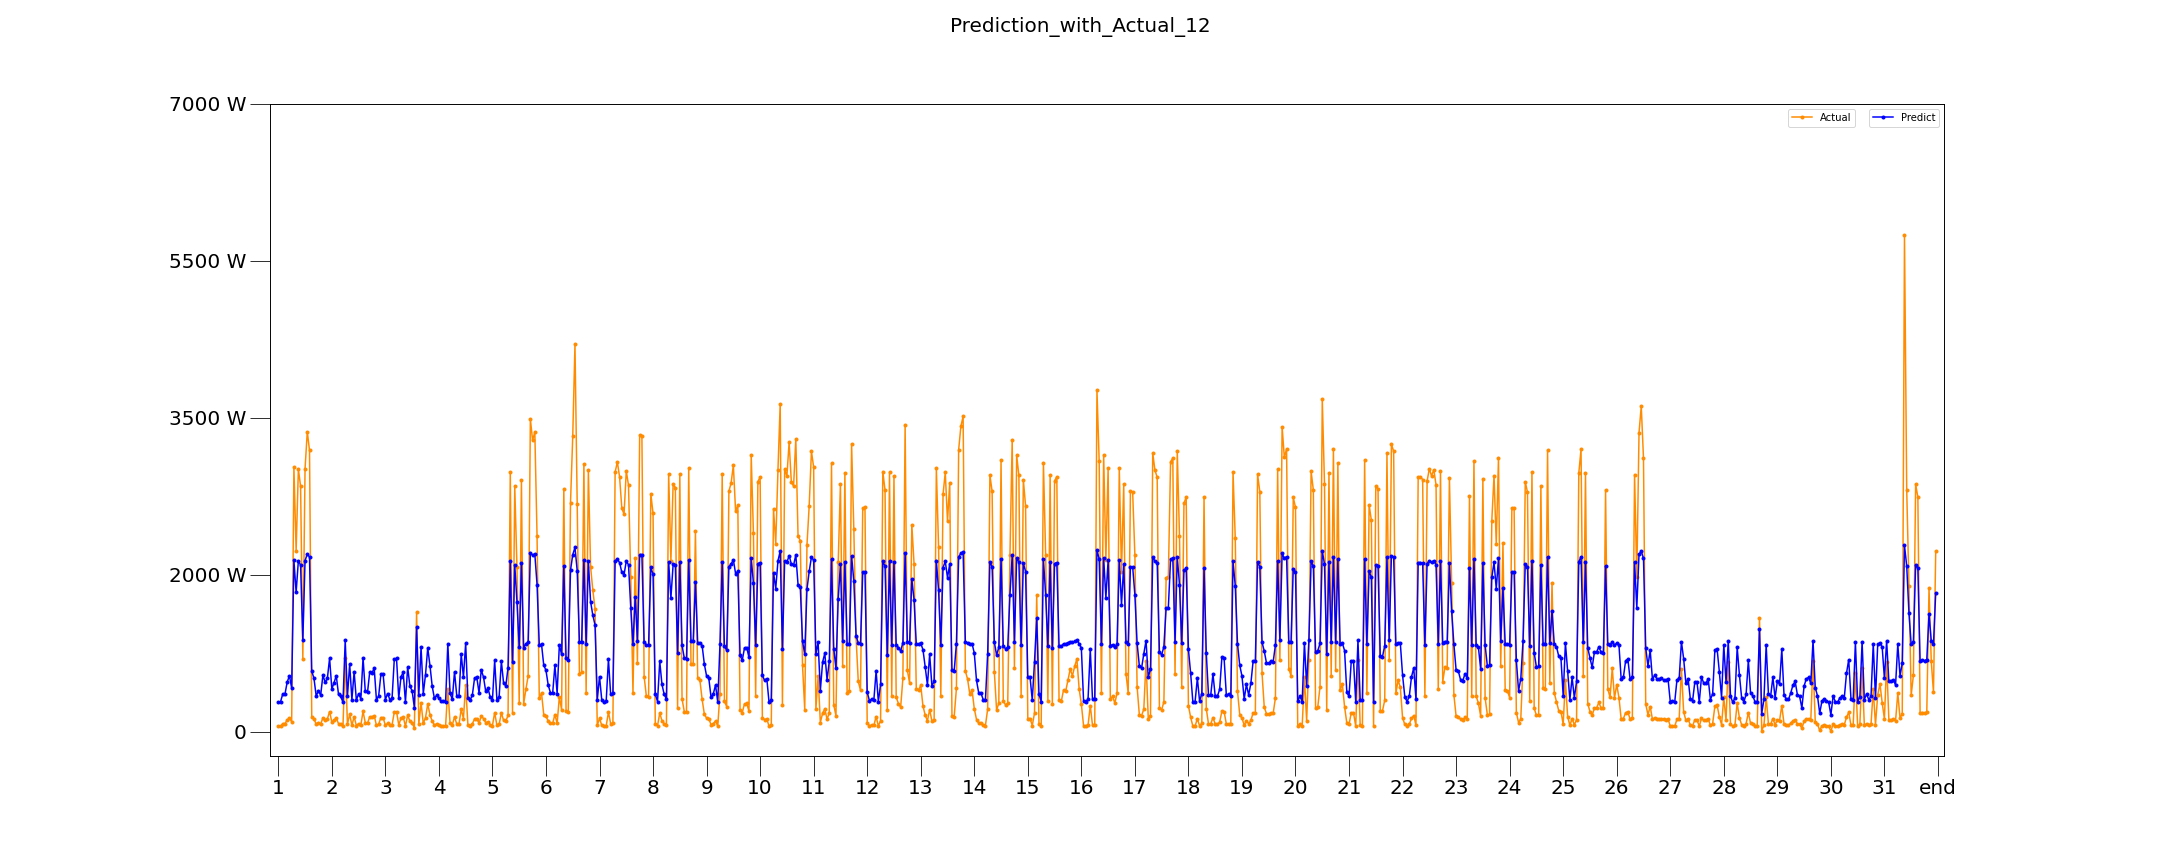 Prediction_with_Actual_12
7000 W
Actual Predict
5500 W
3500 W
2000 W
0
1 2 3 4 5 6 7 8 9 10 11 12 13 14 15 16 17 18 19 20 21 22 23 24 25 26 27 28 29 30 31 end